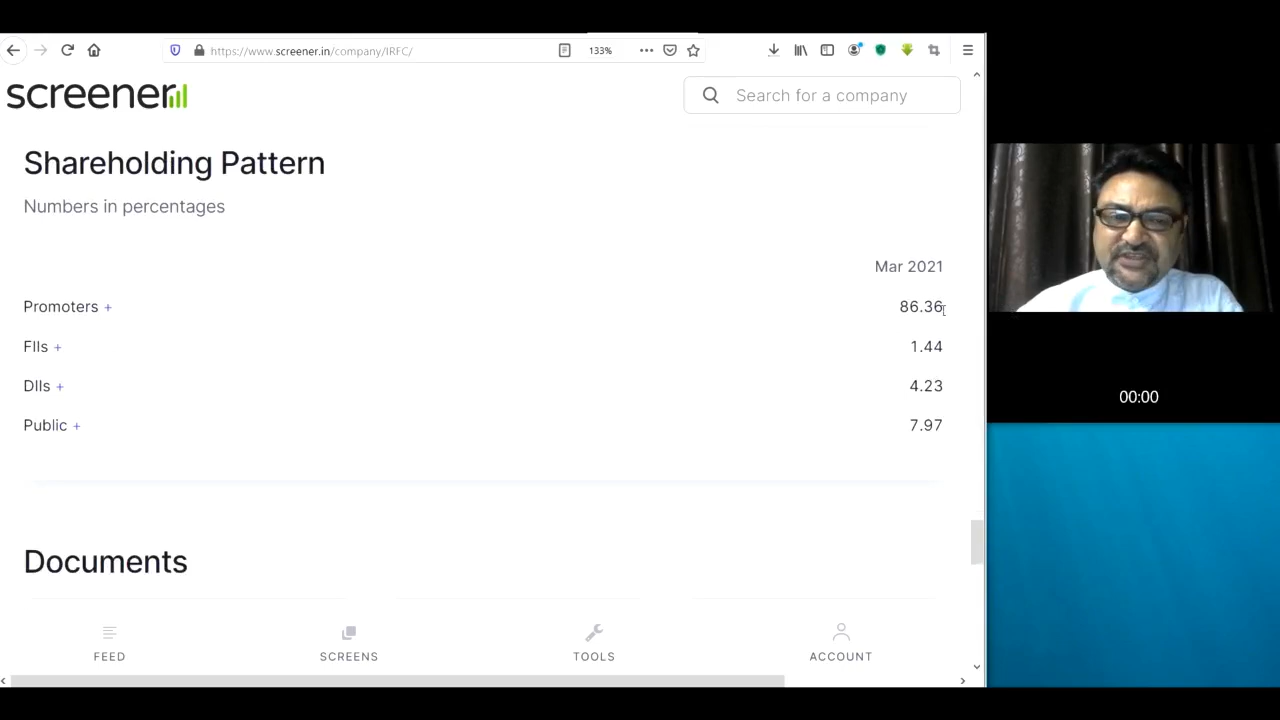 https://www.screener.in/company/IRFC/
133%
screener
Search for a company
Shareholding Pattern
Numbers in percentages
Mar 2021
Promoters + 86.36
FIIs + 1.44
DIIs + 4.23
Public + 7.97
00:00
Documents
FEED SCREENS TOOLS ACCOUNT